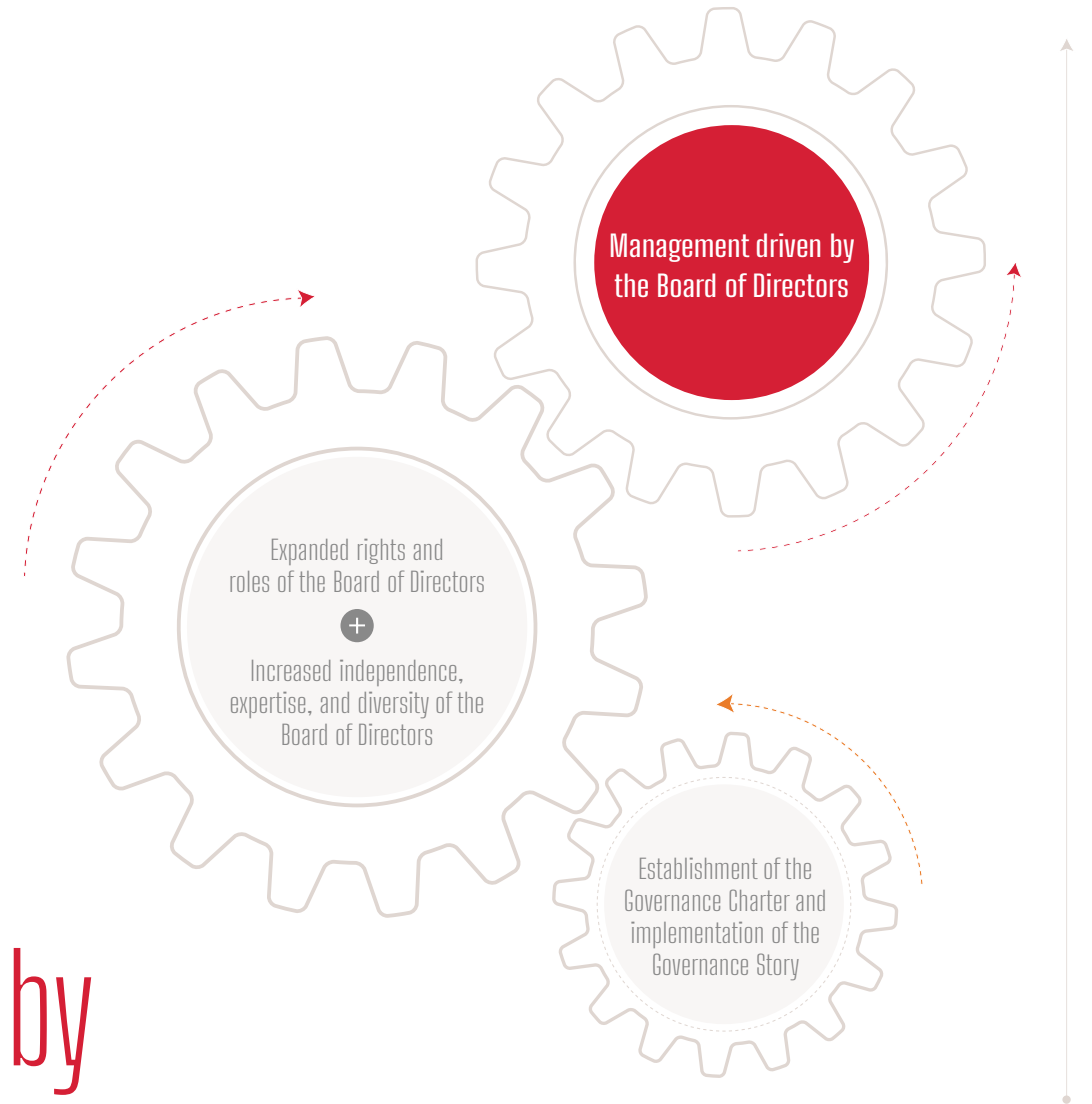 Management driven by
the Board of Directors
Expanded rights and
roles of the Board of Directors
+
Increased independence,
expertise, and diversity of the
Board of Directors
Establishment of the
Governance Charter and
implementation of the
Governance Story
by